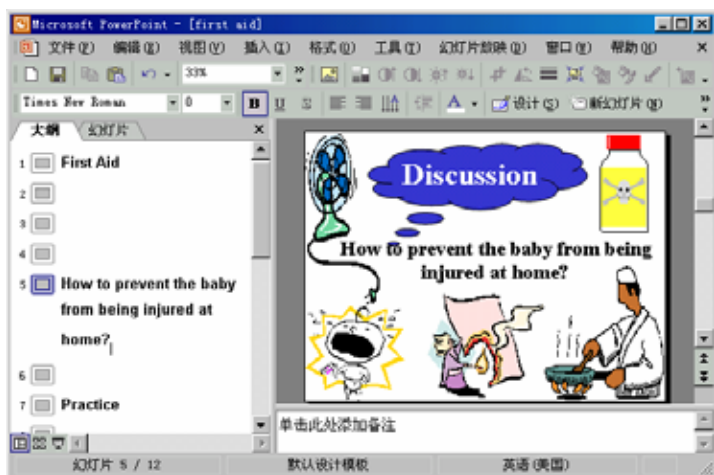 Microsoft PowerPoint - [first aid]
文件(F) 编辑(E) 视图(V) 插入(I) 格式(O) 工具(T) 幻灯片放映(D) 窗口(W) 帮助(H)
33%
Times New Roman 0 B U S A 设计(S) 新幻灯片(N)
大纲 幻灯片
1 First Aid
2
3
4
5 How to prevent the baby
from being injured at
home?
6
7 Practice
Discussion
How to prevent the baby from being
injured at home?
单击此处添加备注
幻灯片 5 / 12 默认设计模板 英语(美国)